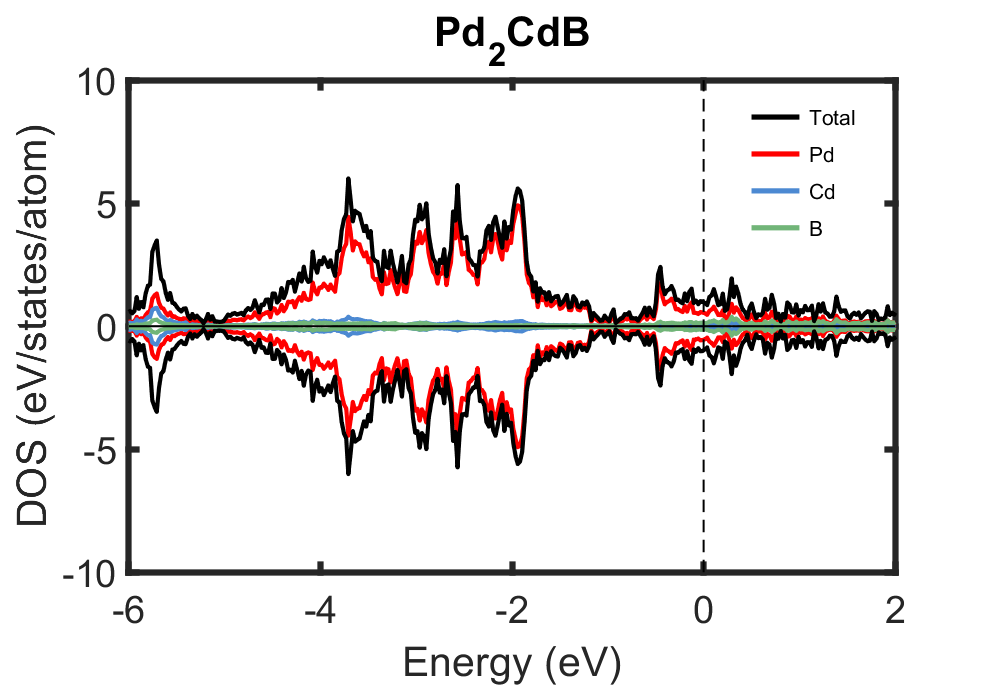 Pd₂CdB
10
5
0
-5
-10
DOS (eV/states/atom)
Total
Pd
Cd
B
-6 -4 -2 0 2
Energy (eV)